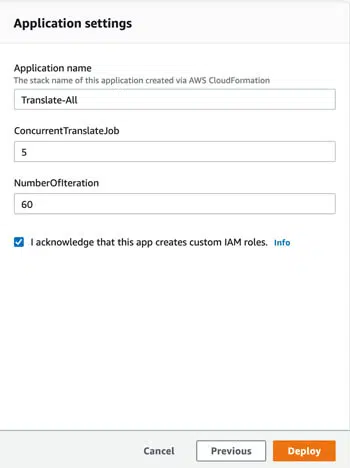 Application settings
Application name
The stack name of this application created via AWS CloudFormation
Translate-All
ConcurrentTranslateJob
5
NumberOfIteration
60
I acknowledge that this app creates custom IAM roles. Info
Cancel Previous Deploy